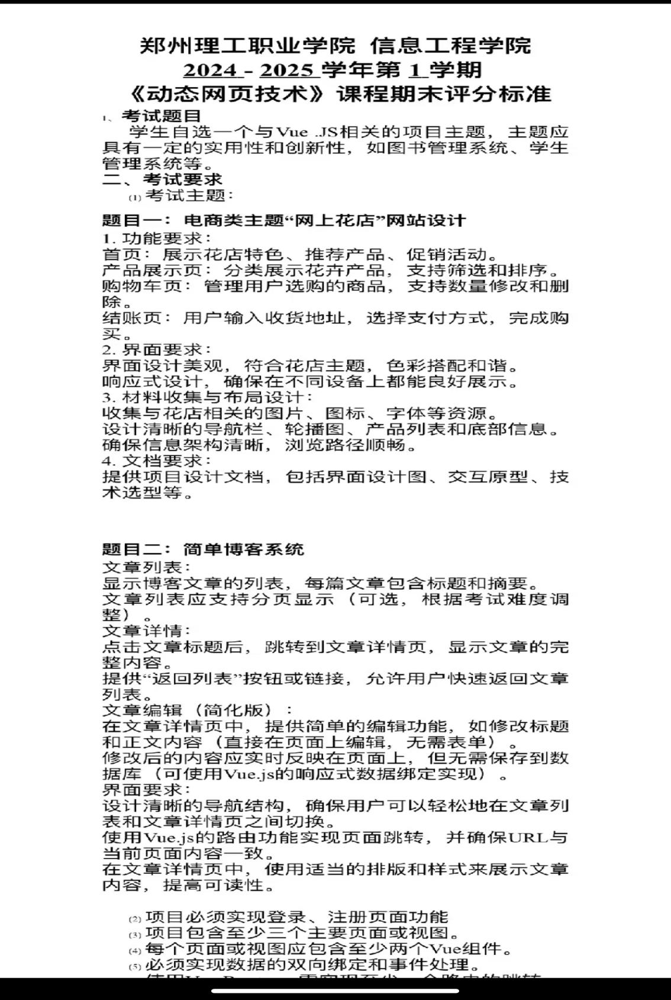 郑州理工职业学院 信息工程学院
2024 - 2025 学年第 1 学期
《动态网页技术》课程期末评分标准
1、考试题目
学生自选一个与Vue .JS相关的项目主题，主题应
具有一定的实用性和创新性，如图书管理系统、学生
管理系统等。
二、考试要求
(1) 考试主题：
题目一：电商类主题“网上花店”网站设计
1. 功能要求：
首页：展示花店特色、推荐产品、促销活动。
产品展示页：分类展示花卉产品，支持筛选和排序。
购物车页：管理用户选购的商品，支持数量修改和删
除。
结账页：用户输入收货地址，选择支付方式，完成购
买。
2. 界面要求：
界面设计美观，符合花店主题，色彩搭配和谐。
响应式设计，确保在不同设备上都能良好展示。
3. 材料收集与布局设计：
收集与花店相关的图片、图标、字体等资源。
设计清晰的导航栏、轮播图、产品列表和底部信息。
确保信息架构清晰，浏览路径顺畅。
4. 文档要求：
提供项目设计文档，包括界面设计图、交互原型、技
术选型等。
题目二：简单博客系统
文章列表：
显示博客文章的列表，每篇文章包含标题和摘要。
文章列表应支持分页显示（可选，根据考试难度调
整）。
文章详情：
点击文章标题后，跳转到文章详情页，显示文章的完
整内容。
提供“返回列表”按钮或链接，允许用户快速返回文章
列表。
文章编辑（简化版）：
在文章详情页中，提供简单的编辑功能，如修改标题
和正文内容（直接在页面上编辑，无需表单）。
修改后的内容应实时反映在页面上，但无需保存到数
据库（可使用Vue.js的响应式数据绑定实现）。
界面要求：
设计清晰的导航结构，确保用户可以轻松地在文章列
表和文章详情页之间切换。
使用Vue.js的路由功能实现页面跳转，并确保URL与
当前页面内容一致。
在文章详情页中，使用适当的排版和样式来展示文章
内容，提高可读性。
(2) 项目必须实现登录、注册页面功能
(3) 项目包含至少三个主要页面或视图。
(4) 每个页面或视图应包含至少两个Vue组件。
(5) 必须实现数据的双向绑定和事件处理。